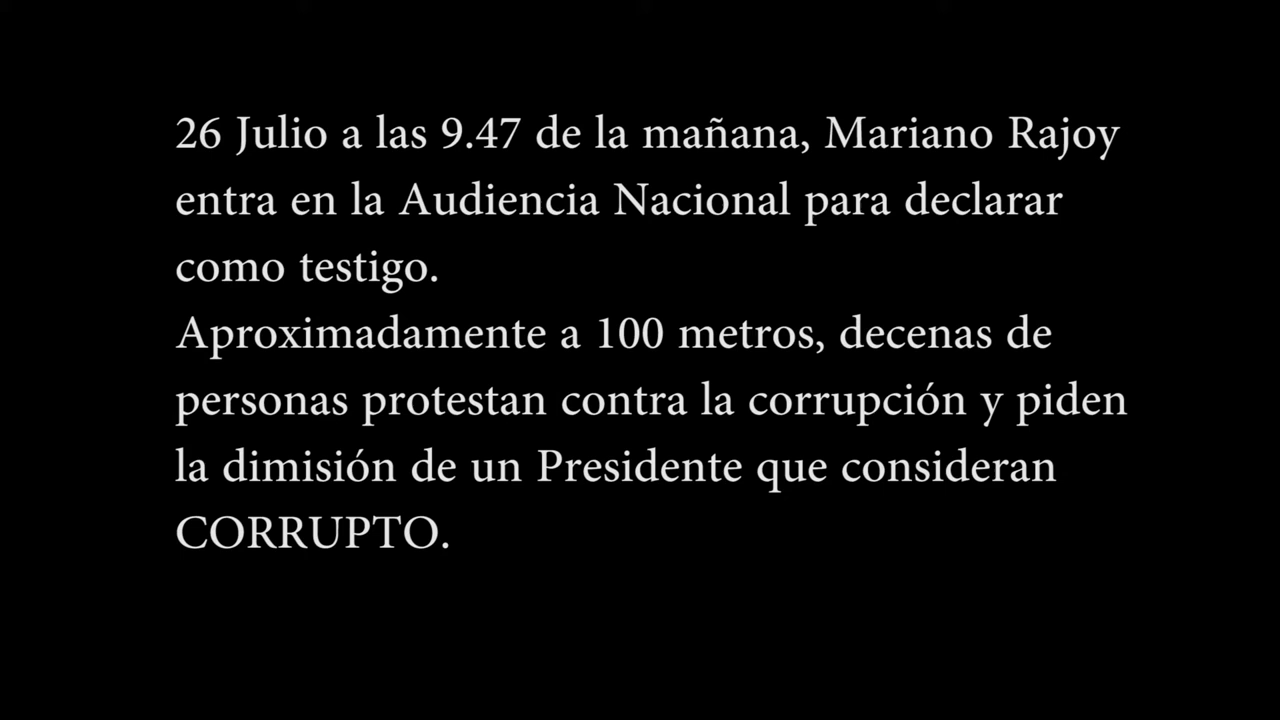 26 Julio a las 9.47 de la mañana, Mariano Rajoy
entra en la Audiencia Nacional para declarar
como testigo.
Aproximadamente a 100 metros, decenas de
personas protestan contra la corrupción y piden
la dimisión de un Presidente que consideran
CORRUPTO.